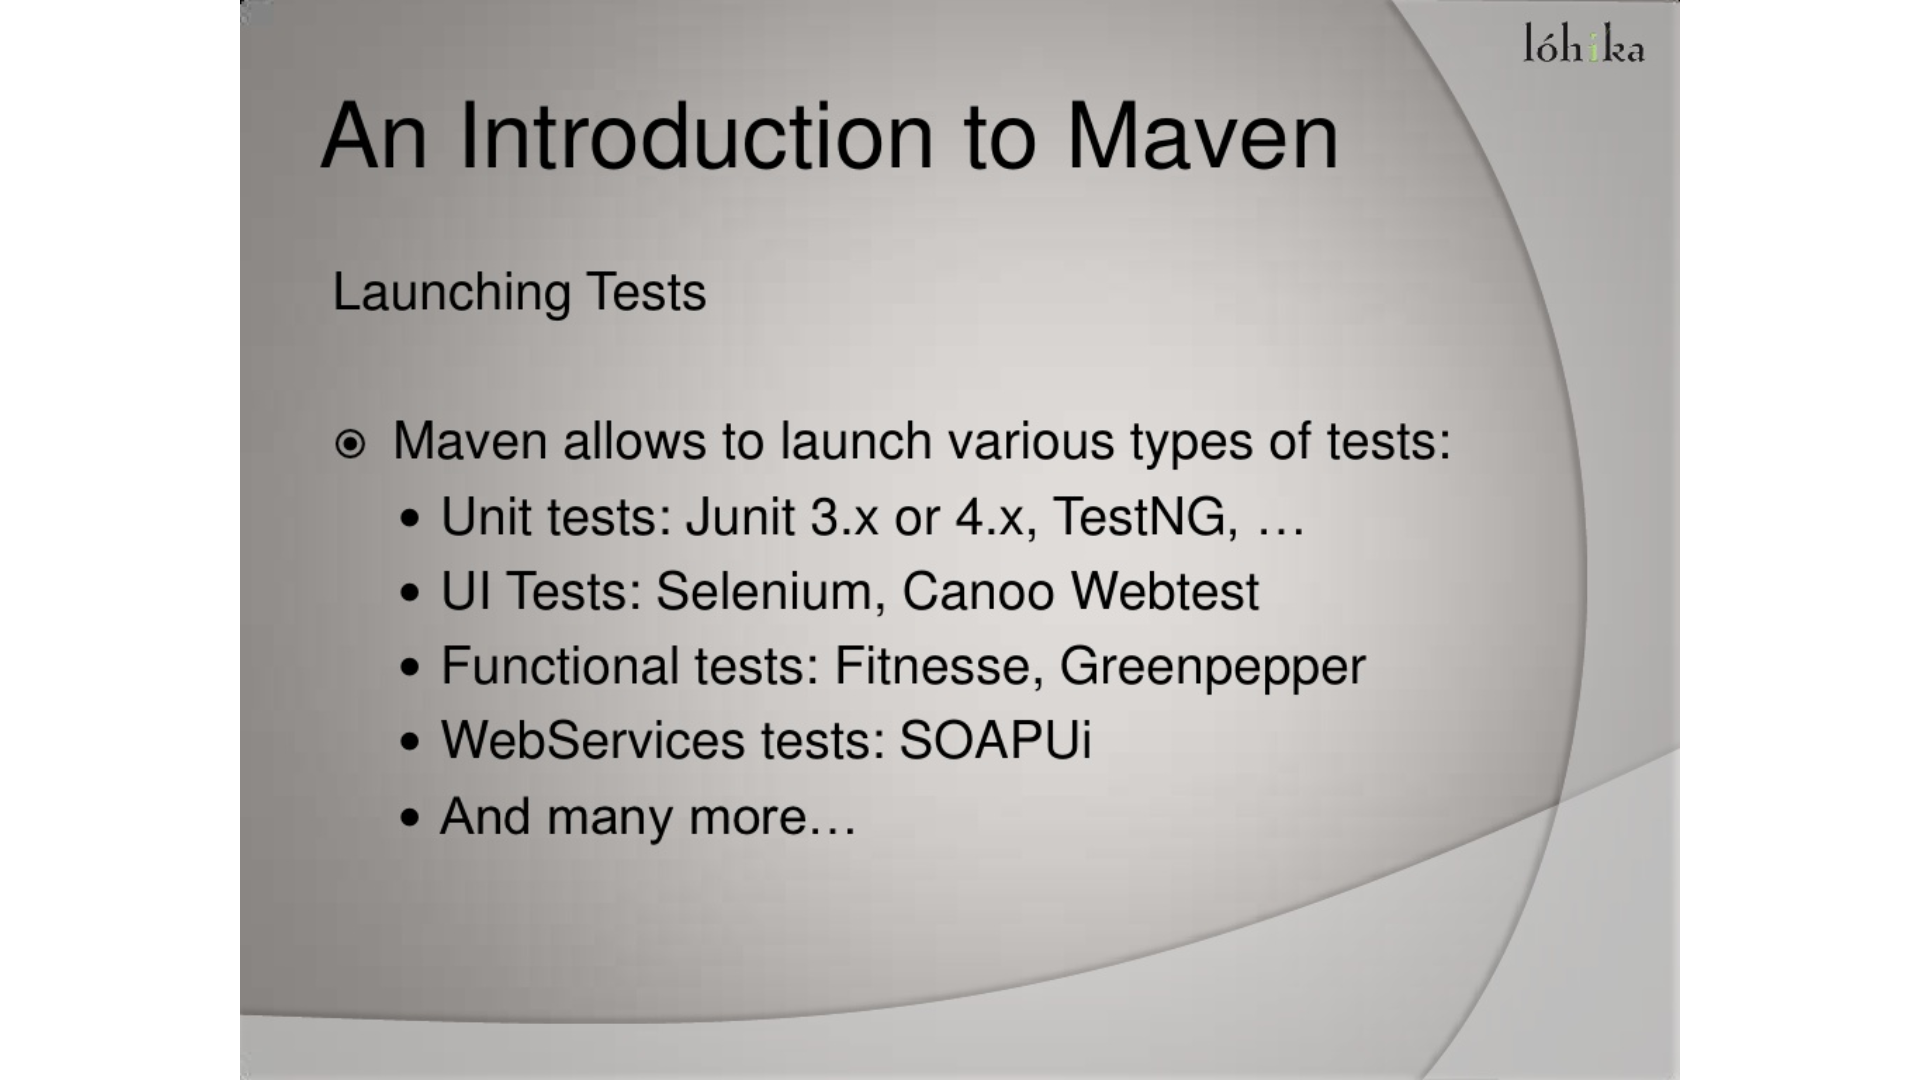 lóhika
An Introduction to Maven
Launching Tests
Maven allows to launch various types of tests:
• Unit tests: Junit 3.x or 4.x, TestNG, …
• UI Tests: Selenium, Canoo Webtest
• Functional tests: Fitnesse, Greenpepper
• WebServices tests: SOAPUi
• And many more…